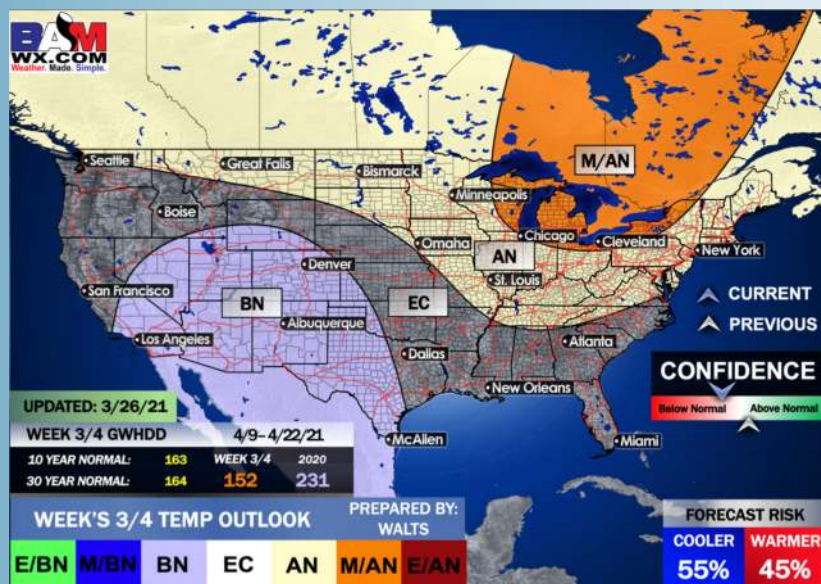 BAM
WX.COM
Weather. Made. Simple.
Seattle
Great Falls
Bismarck
M/AN
Minneapolis
Boise
Chicago
Cleveland
New York
Omaha
AN
Denver
St. Louis
San Francisco
BN
EC
CURRENT
Albuquerque
PREVIOUS
Los Angeles
Atlanta
Dallas
CONFIDENCE
New Orleans
Below Normal Above Normal
UPDATED: 3/26/21
WEEK 3/4 GWHDD 4/9-4/22/21
McAllen
Miami
10 YEAR NORMAL: 163 WEEK 3/4 2020
30 YEAR NORMAL: 164 152 231
WEEK'S 3/4 TEMP OUTLOOK
PREPARED BY:
WALTS
FORECAST RISK
COOLER WARMER
55% 45%
E/BN M/BN BN EC AN M/AN E/AN